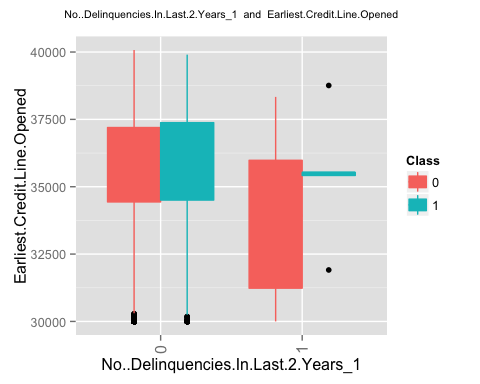 No..Delinquencies.In.Last.2.Years_1 and Earliest.Credit.Line.Opened
40000
37500
35000
32500
30000
Earliest.Credit.Line.Opened
0
1
No..Delinquencies.In.Last.2.Years_1
Class
0
1